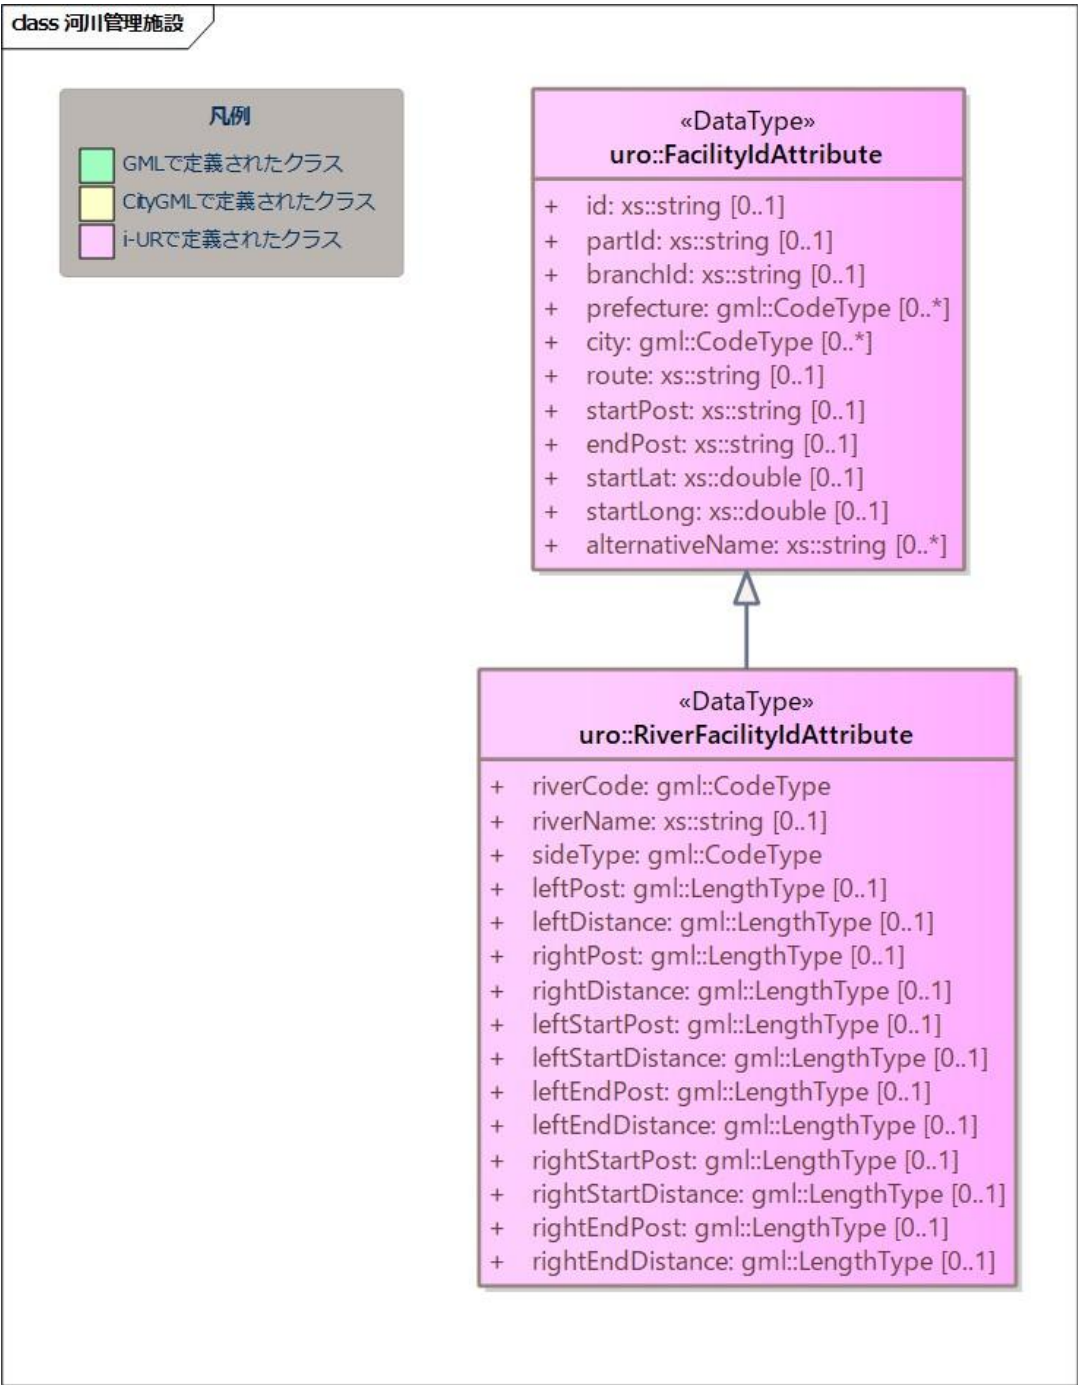 class 河川管理施設
凡例
GMLで定義されたクラス
CityGMLで定義されたクラス
i-URで定義されたクラス
«DataType»
uro::FacilityIdAttribute
+ id: xs::string [0..1]
+ partId: xs::string [0..1]
+ branchId: xs::string [0..1]
+ prefecture: gml::CodeType [0..*]
+ city: gml::CodeType [0..*]
+ route: xs::string [0..1]
+ startPost: xs::string [0..1]
+ endPost: xs::string [0..1]
+ startLat: xs::double [0..1]
+ startLong: xs::double [0..1]
+ alternativeName: xs::string [0..*]
«DataType»
uro::RiverFacilityIdAttribute
+ riverCode: gml::CodeType
+ riverName: xs::string [0..1]
+ sideType: gml::CodeType
+ leftPost: gml::LengthType [0..1]
+ leftDistance: gml::LengthType [0..1]
+ rightPost: gml::LengthType [0..1]
+ rightDistance: gml::LengthType [0..1]
+ leftStartPost: gml::LengthType [0..1]
+ leftStartDistance: gml::LengthType [0..1]
+ leftEndPost: gml::LengthType [0..1]
+ leftEndDistance: gml::LengthType [0..1]
+ rightStartPost: gml::LengthType [0..1]
+ rightStartDistance: gml::LengthType [0..1]
+ rightEndPost: gml::LengthType [0..1]
+ rightEndDistance: gml::LengthType [0..1]